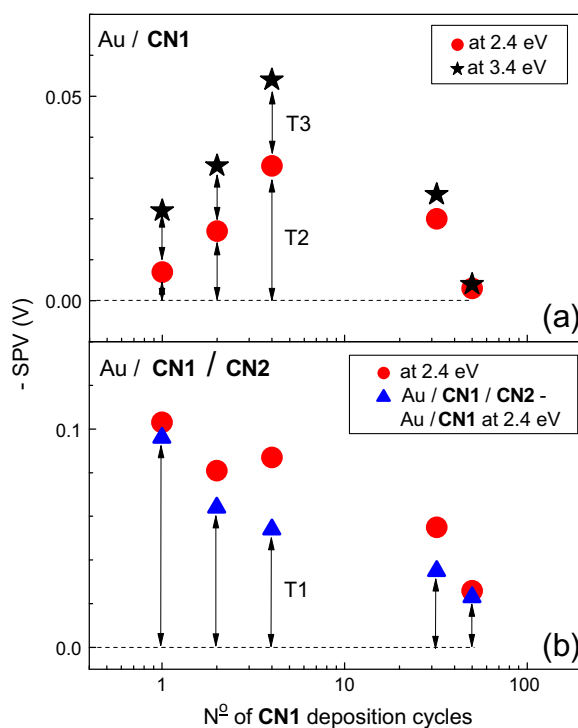 Au / CN1
at 2.4 eV
at 3.4 eV
0.05
T3
T2
0.00
(a)
- SPV (V)
Au / CN1 / CN2
at 2.4 eV
Au / CN1 / CN2 -
Au / CN1 at 2.4 eV
0.1
T1
0.0
(b)
1 10 100
Nº of CN1 deposition cycles